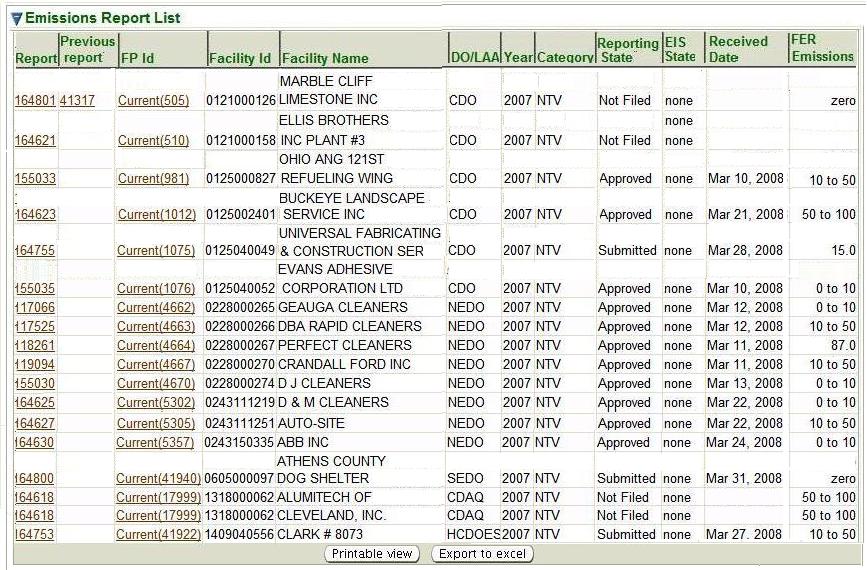 Emissions Report List
Previous Reporting EIS Received FER
Report report FP Id Facility Id Facility Name DO/LAA Year Category State State Date Emissions
MARBLE CLIFF
164801 41317 Current(505) 0121000126 LIMESTONE INC CDO 2007 NTV Not Filed none zero
ELLIS BROTHERS none
164621 Current(510) 0121000158 INC PLANT #3 CDO 2007 NTV Not Filed none
OHIO ANG 121ST
155033 Current(981) 0125000827 REFUELING WING CDO 2007 NTV Approved none Mar 10, 2008 10 to 50
BUCKEYE LANDSCAPE
164623 Current(1012) 0125002401 SERVICE INC CDO 2007 NTV Approved none Mar 21, 2008 50 to 100
UNIVERSAL FABRICATING
164755 Current(1075) 0125040049 & CONSTRUCTION SER CDO 2007 NTV Submitted none Mar 28, 2008 15.0
EVANS ADHESIVE
155035 Current(1076) 0125040052 CORPORATION LTD CDO 2007 NTV Approved none Mar 10, 2008 0 to 10
117066 Current(4662) 0228000265 GEAUGA CLEANERS NEDO 2007 NTV Approved none Mar 12, 2008 0 to 10
117525 Current(4663) 0228000266 DBA RAPID CLEANERS NEDO 2007 NTV Approved none Mar 12, 2008 10 to 50
118261 Current(4664) 0228000267 PERFECT CLEANERS NEDO 2007 NTV Approved none Mar 11, 2008 87.0
119094 Current(4667) 0228000270 CRANDALL FORD INC NEDO 2007 NTV Approved none Mar 11, 2008 10 to 50
155030 Current(4670) 0228000274 D J CLEANERS NEDO 2007 NTV Approved none Mar 13, 2008 0 to 10
164625 Current(5302) 0243111219 D & M CLEANERS NEDO 2007 NTV Approved none Mar 22, 2008 0 to 10
164627 Current(5305) 0243111251 AUTO-SITE NEDO 2007 NTV Approved none Mar 22, 2008 10 to 50
164630 Current(5357) 0243150335 ABB INC NEDO 2007 NTV Approved none Mar 24, 2008 0 to 10
ATHENS COUNTY
164800 Current(41940) 0605000097 DOG SHELTER SEDO 2007 NTV Submitted none Mar 31, 2008 zero
164618 Current(17999) 1318000062 ALUMITECH OF CDAQ 2007 NTV Not Filed none 50 to 100
164618 Current(17999) 1318000062 CLEVELAND, INC. CDAQ 2007 NTV Not Filed none 50 to 100
164753 Current(41922) 1409040556 CLARK # 8073 HCDOES 2007 NTV Submitted none Mar 27. 2008 10 to 50
Printable view Export to excel